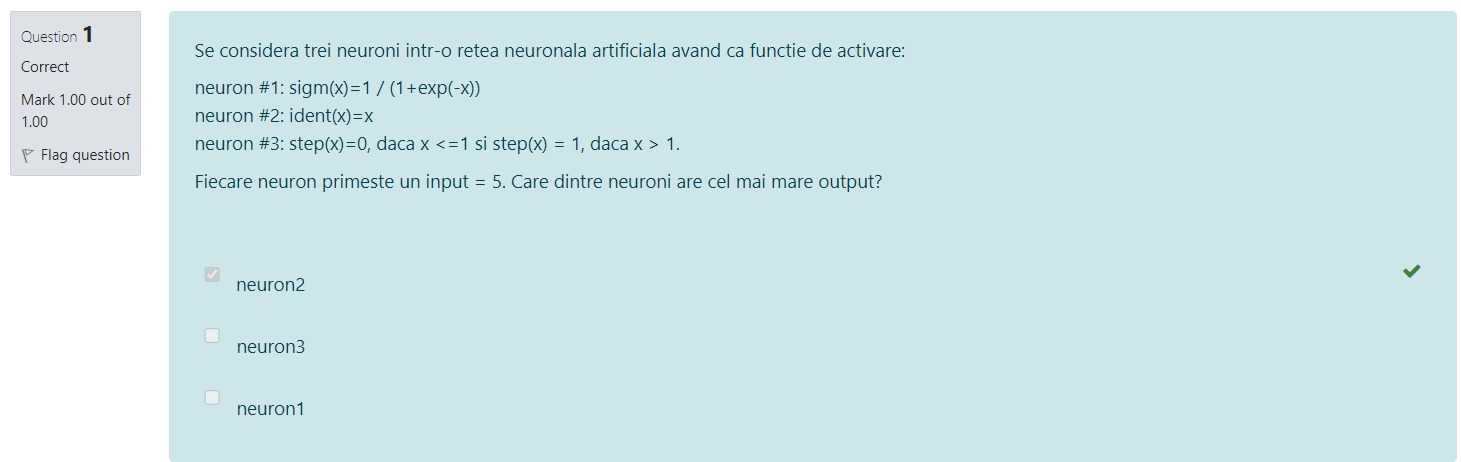 Question 1
Correct
Mark 1.00 out of
1.00
Flag question
Se considera trei neuroni intr-o retea neuronala artificiala avand ca functie de activare:
neuron #1: sigm(x)=1 / (1+exp(-x))
neuron #2: ident(x)=x
neuron #3: step(x)=0, daca x <=1 si step(x) = 1, daca x > 1.
Fiecare neuron primeste un input = 5. Care dintre neuroni are cel mai mare output?
neuron2
neuron3
neuron1